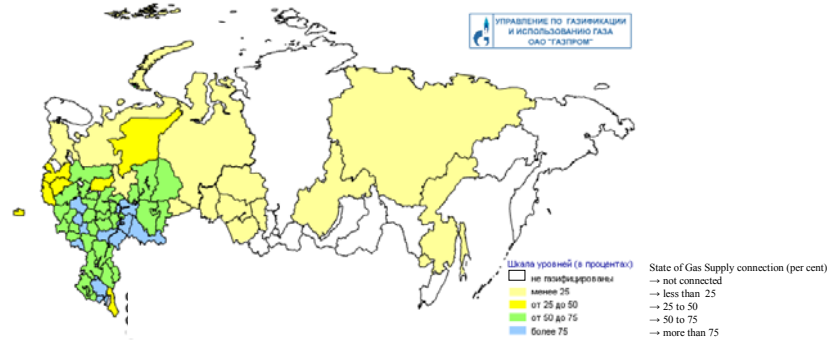 УПРАВЛЕНИЕ ПО ГАЗИФИКАЦИИ
И ИСПОЛЬЗОВАНИЮ ГАЗА
ОАО "ГАЗПРОМ"
Шкала уровней (в процентах)
не газифицированы
менее 25
от 25 до 50
от 50 до 75
более 75
State of Gas Supply connection (per cent)
→ not connected
→ less than 25
→ 25 to 50
→ 50 to 75
→ more than 75